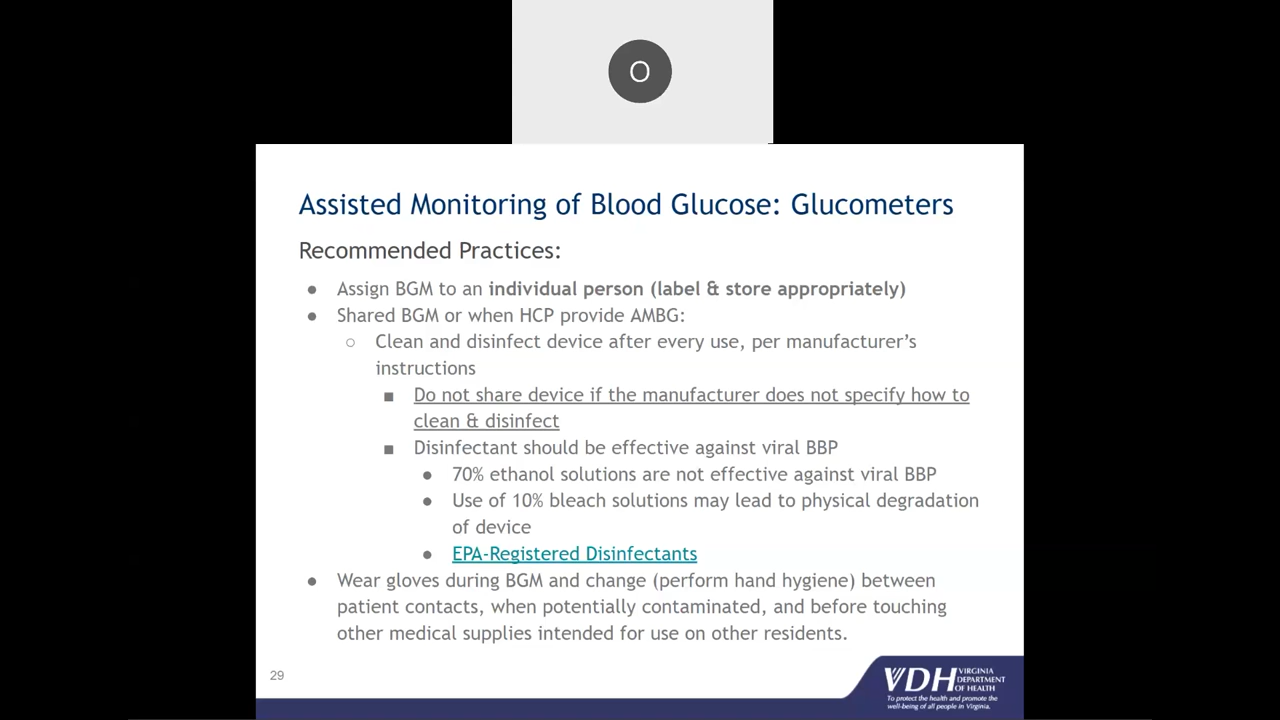 O
Assisted Monitoring of Blood Glucose: Glucometers
Recommended Practices:
● Assign BGM to an individual person (label & store appropriately)
● Shared BGM or when HCP provide AMBG:
○ Clean and disinfect device after every use, per manufacturer's
instructions
■ Do not share device if the manufacturer does not specify how to
clean & disinfect
■ Disinfectant should be effective against viral BBP
● 70% ethanol solutions are not effective against viral BBP
● Use of 10% bleach solutions may lead to physical degradation
of device
● EPA-Registered Disinfectants
● Wear gloves during BGM and change (perform hand hygiene) between
patient contacts, when potentially contaminated, and before touching
other medical supplies intended for use on other residents.
29
VDH VIRGINIA
DEPARTMENT
OF HEALTH
To protect the health and promote the
well-being of all people in Virginia.